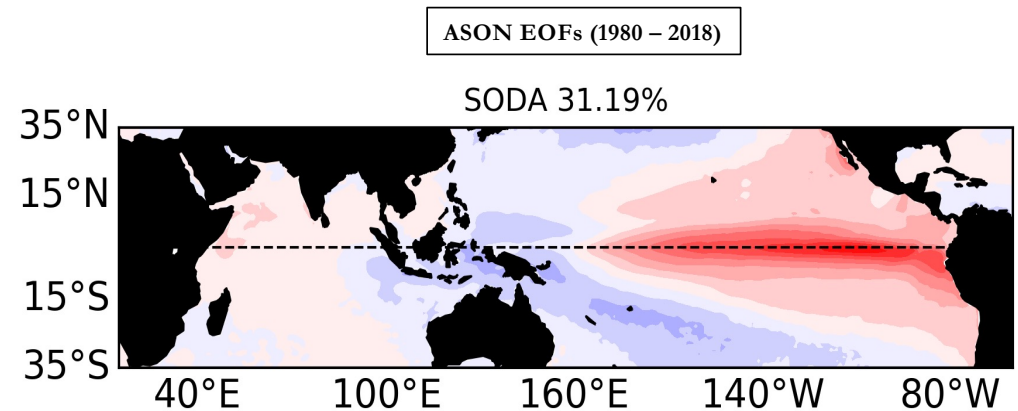 ASON EOFs (1980 – 2018)
SODA 31.19%
35°N
15°N
15°S
35°S
40°E 100°E 160°E 140°W 80°W